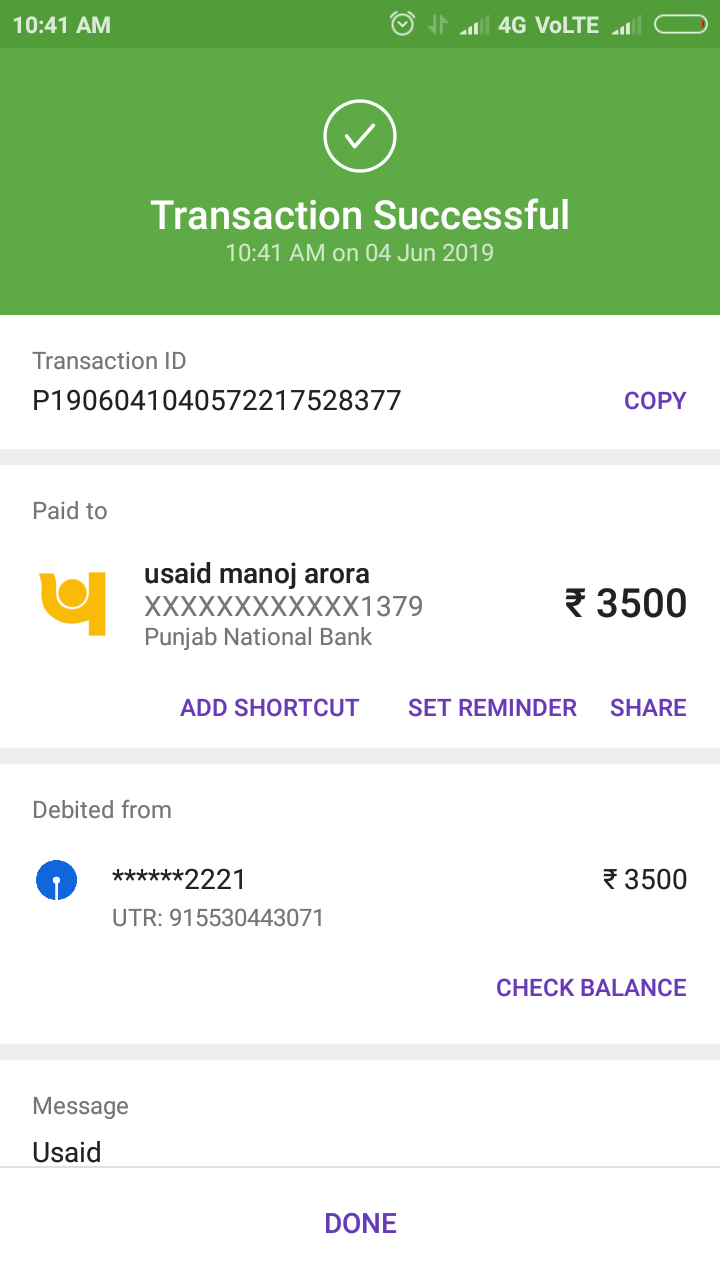 10:41 AM 4G VoLTE
Transaction Successful
10:41 AM on 04 Jun 2019
Transaction ID
P1906041040572217528377 COPY
Paid to
usaid manoj arora
XXXXXXXXXXXX1379
Punjab National Bank
₹ 3500
ADD SHORTCUT SET REMINDER SHARE
Debited from
******2221 ₹ 3500
UTR: 915530443071
CHECK BALANCE
Message
Usaid
DONE